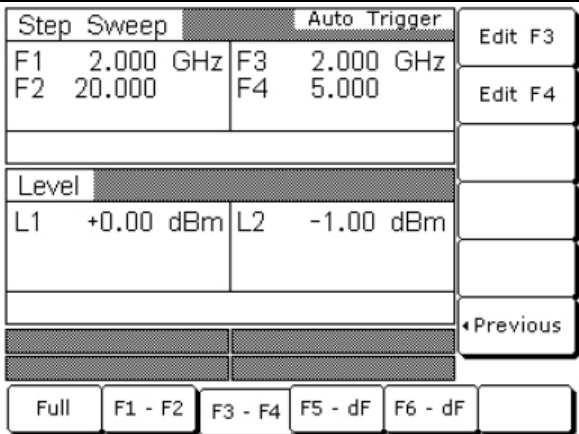 Step Sweep
Auto Trigger
F1 2.000 GHz
F2 20.000
F3 2.000 GHz
F4 5.000
Level
L1 +0.00 dBm
L2 -1.00 dBm
Edit F3
Edit F4
Previous
Full
F1 - F2
F3 - F4
F5 - dF
F6 - dF